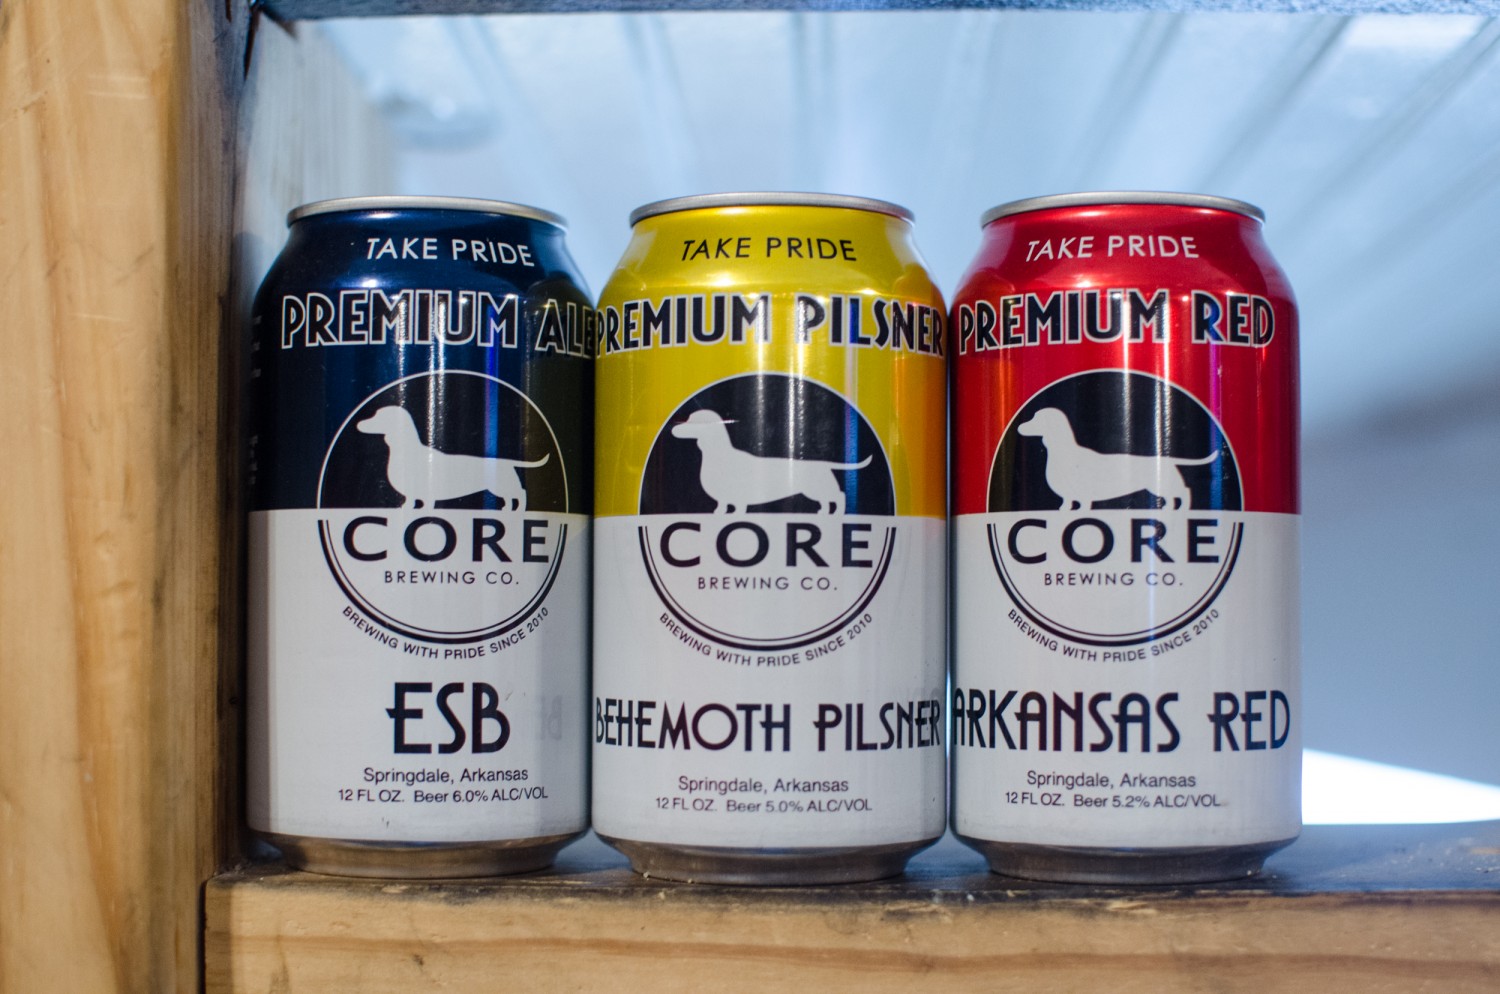 TAKE PRIDE
PREMIUM ALE
CORE
BREWING CO.
BREWING WITH PRIDE SINCE 2010
ESB
Springdale, Arkansas
12 FL OZ. Beer 6.0% ALC/VOL
TAKE PRIDE
PREMIUM PILSNER
CORE
BREWING CO.
BREWING WITH PRIDE SINCE 2010
BEHEMOTH PILSNER
Springdale, Arkansas
12 FL OZ. Beer 5.0% ALC/VOL
TAKE PRIDE
PREMIUM RED
CORE
BREWING CO.
BREWING WITH PRIDE SINCE 2010
ARKANSAS RED
Springdale, Arkansas
12 FL OZ. Beer 5.2% ALC/VOL